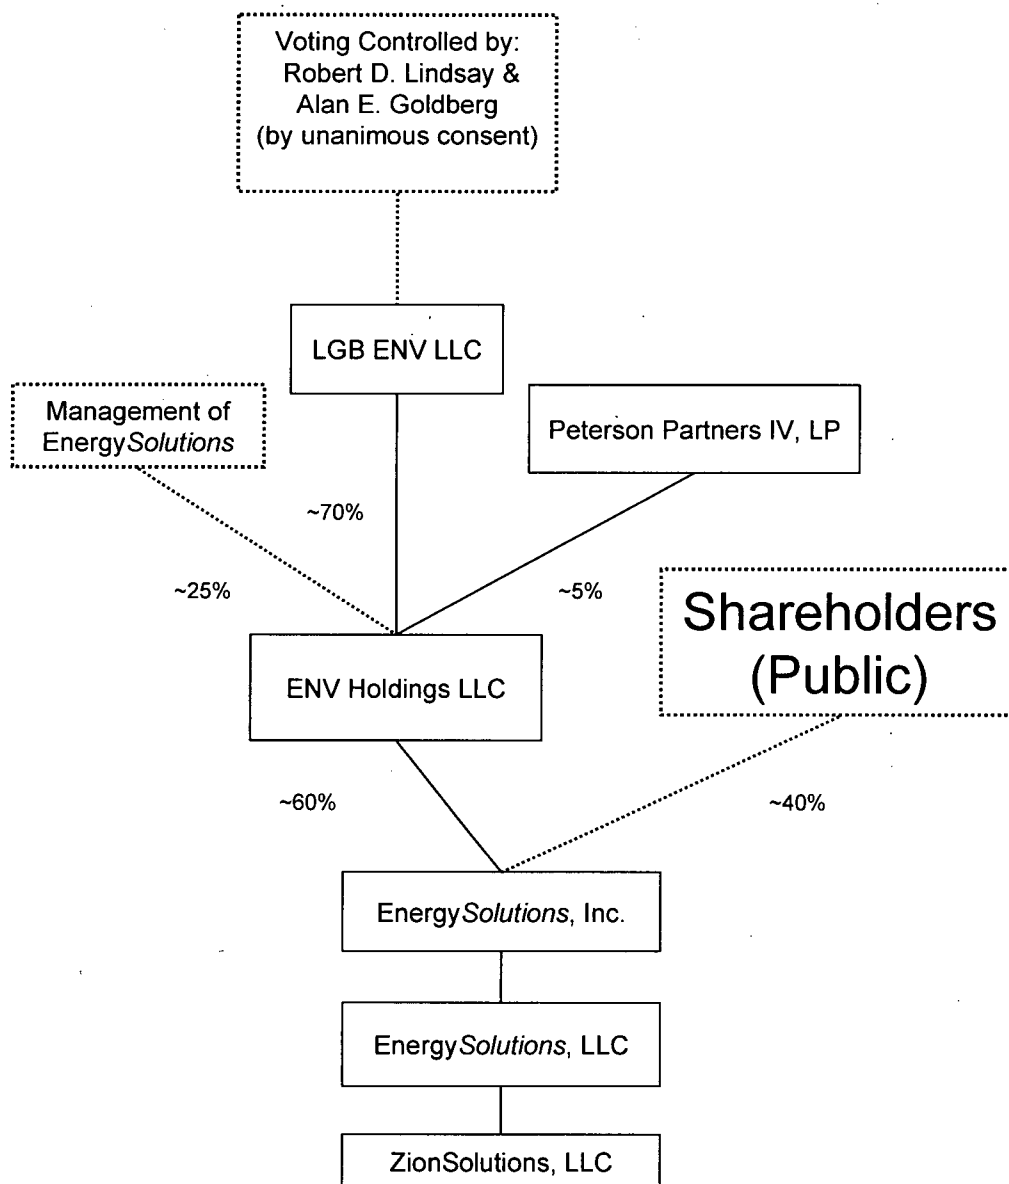 Voting Controlled by:
Robert D. Lindsay &
Alan E. Goldberg
(by unanimous consent)
LGB ENV LLC
Management of
EnergySolutions
Peterson Partners IV, LP
~70%
~25%
~5%
Shareholders
(Public)
ENV Holdings LLC
~60%
~40%
EnergySolutions, Inc.
EnergySolutions, LLC
ZionSolutions, LLC